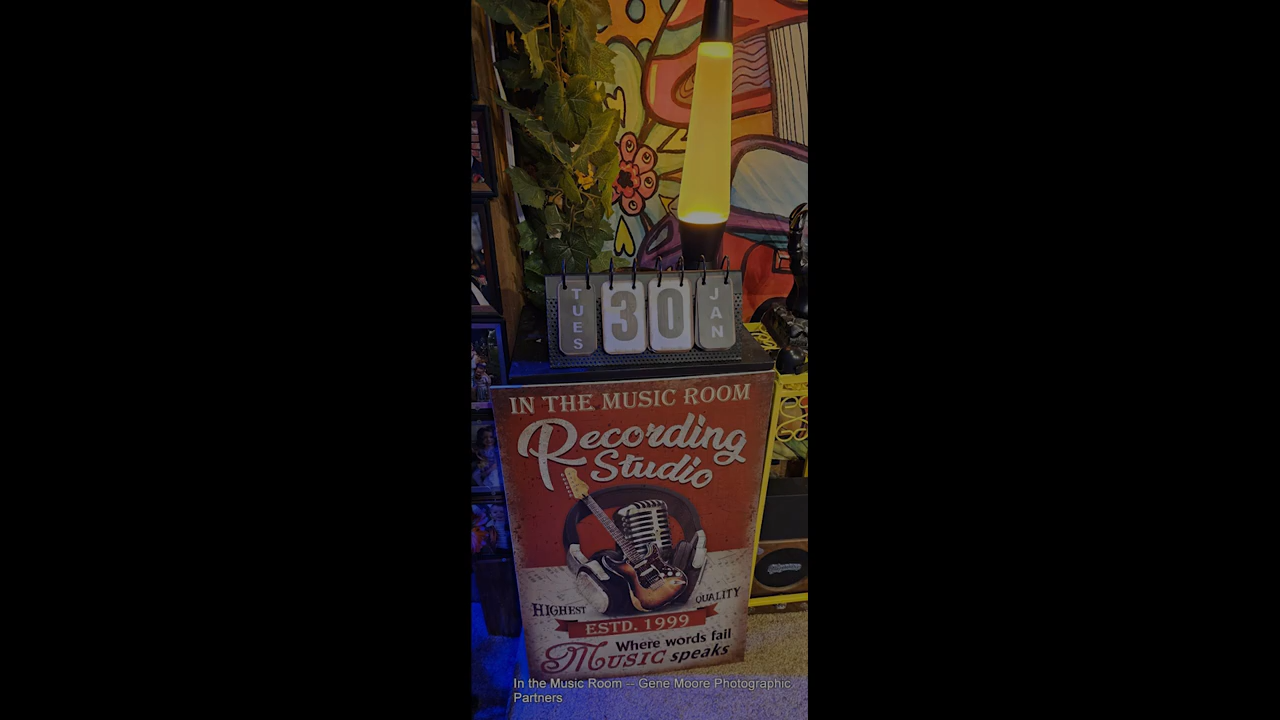 TUES 30 JAN
IN THE MUSIC ROOM
Recording
Studio
HIGHEST QUALITY
ESTD. 1999
Where words fail
MUSIC speaks
In the Music Room -- Gene Moore Photographic
Partners